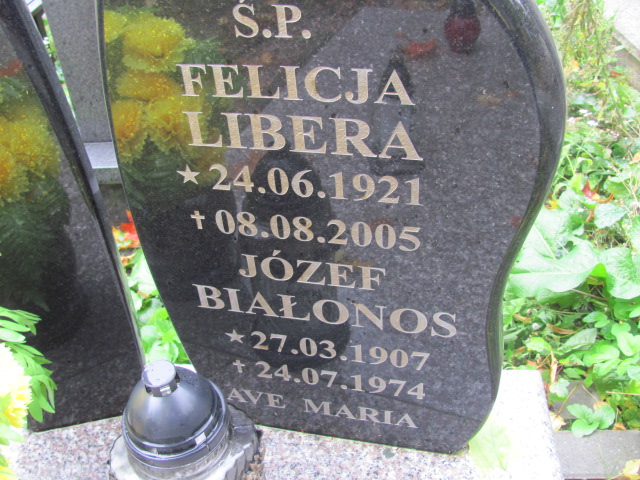 Ś.P.
FELICJA
LIBERA
★24.06.1921
✝08.08.2005
JÓZEF
BIAŁONOS
★27.03.1907
✝24.07.1974
AVE MARIA